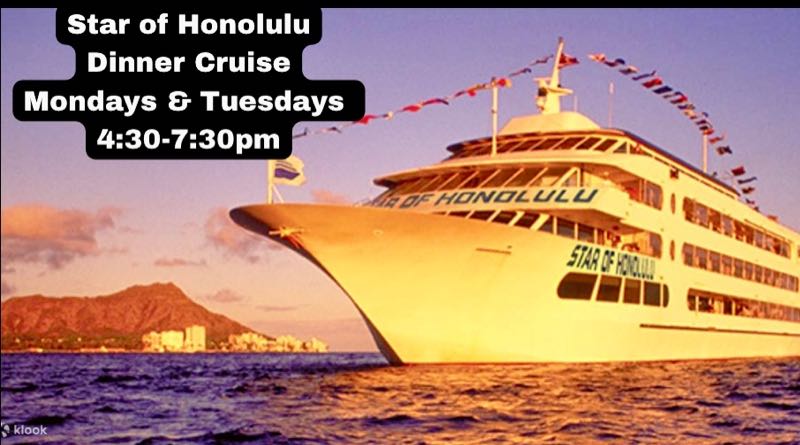 Star of Honolulu
Dinner Cruise
Mondays & Tuesdays
4:30-7:30pm
STAR OF HONOLULU
STAR OF HONOLULU
klook